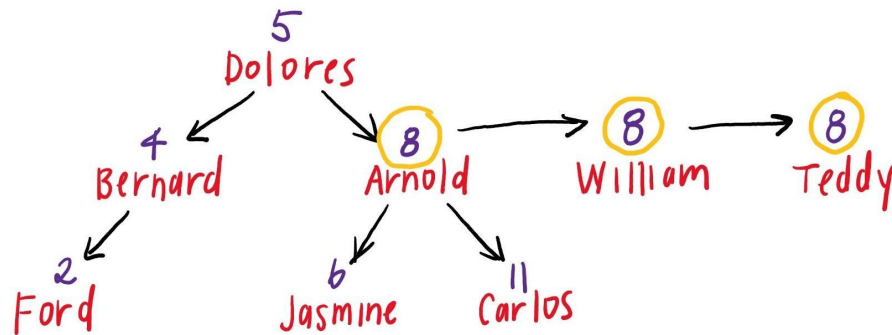 5
Dolores
4
Bernard
8
Arnold
8
William
8
Teddy
2
Ford
6
Jasmine
11
Carlos